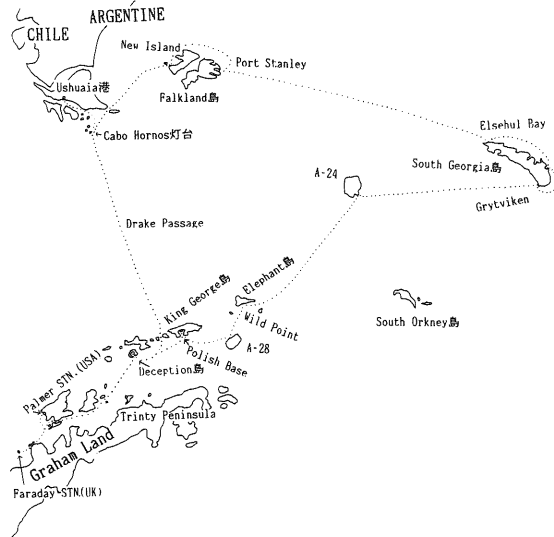 ARGENTINE
CHILE
New Island
Port Stanley
Ushuaia港
Falkland島
Elsehul Bay
←Cabo Hornos灯台
South Georgia島
A-24
Grytviken
Drake Passage
Elephant島
King George島
South Orkney島
Wild Point
A-28
Polish Base
Deception島
Palmer STN.(USA)
Trinty Peninsula
Graham Land
Faraday STN.(UK)